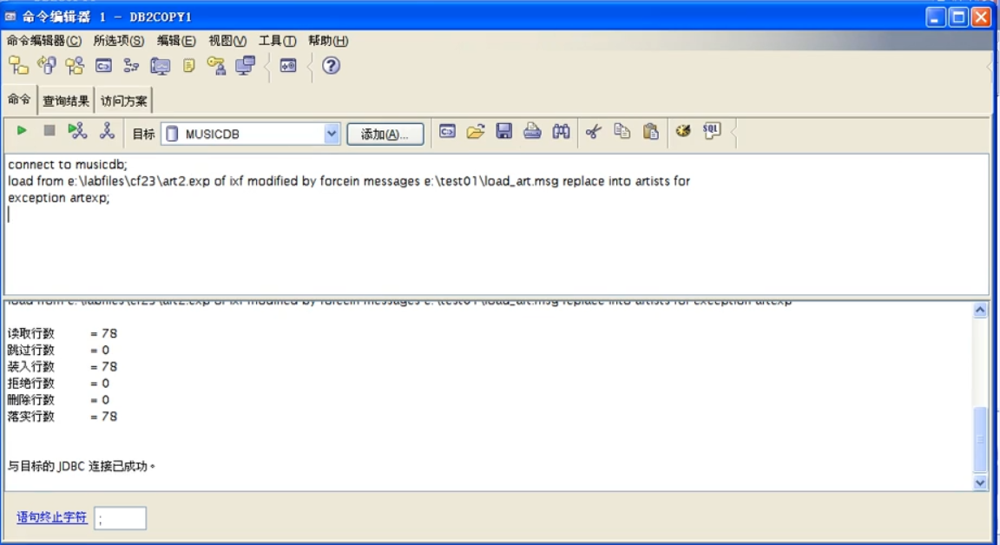 命令编辑器 1 - DB2COPY1
命令编辑器(C) 所选项(S) 编辑(E) 视图(V) 工具(T) 帮助(H)
命令 查询结果 访问方案
目标 MUSICDB 添加(A)... SQL
connect to musicdb;
load from e:\labfiles\cf23\art2.exp of ixf modified by forcein messages e:\test01\load_art.msg replace into artists for
exception artexp;
load from e:\labfiles\cf23\art2.exp of ixf modified by forcein messages e:\test01\load_art.msg replace into artists for exception artexp
读取行数 = 78
跳过行数 = 0
装入行数 = 78
拒绝行数 = 0
删除行数 = 0
落实行数 = 78
与目标的 JDBC 连接已成功。
语句终止字符 ;